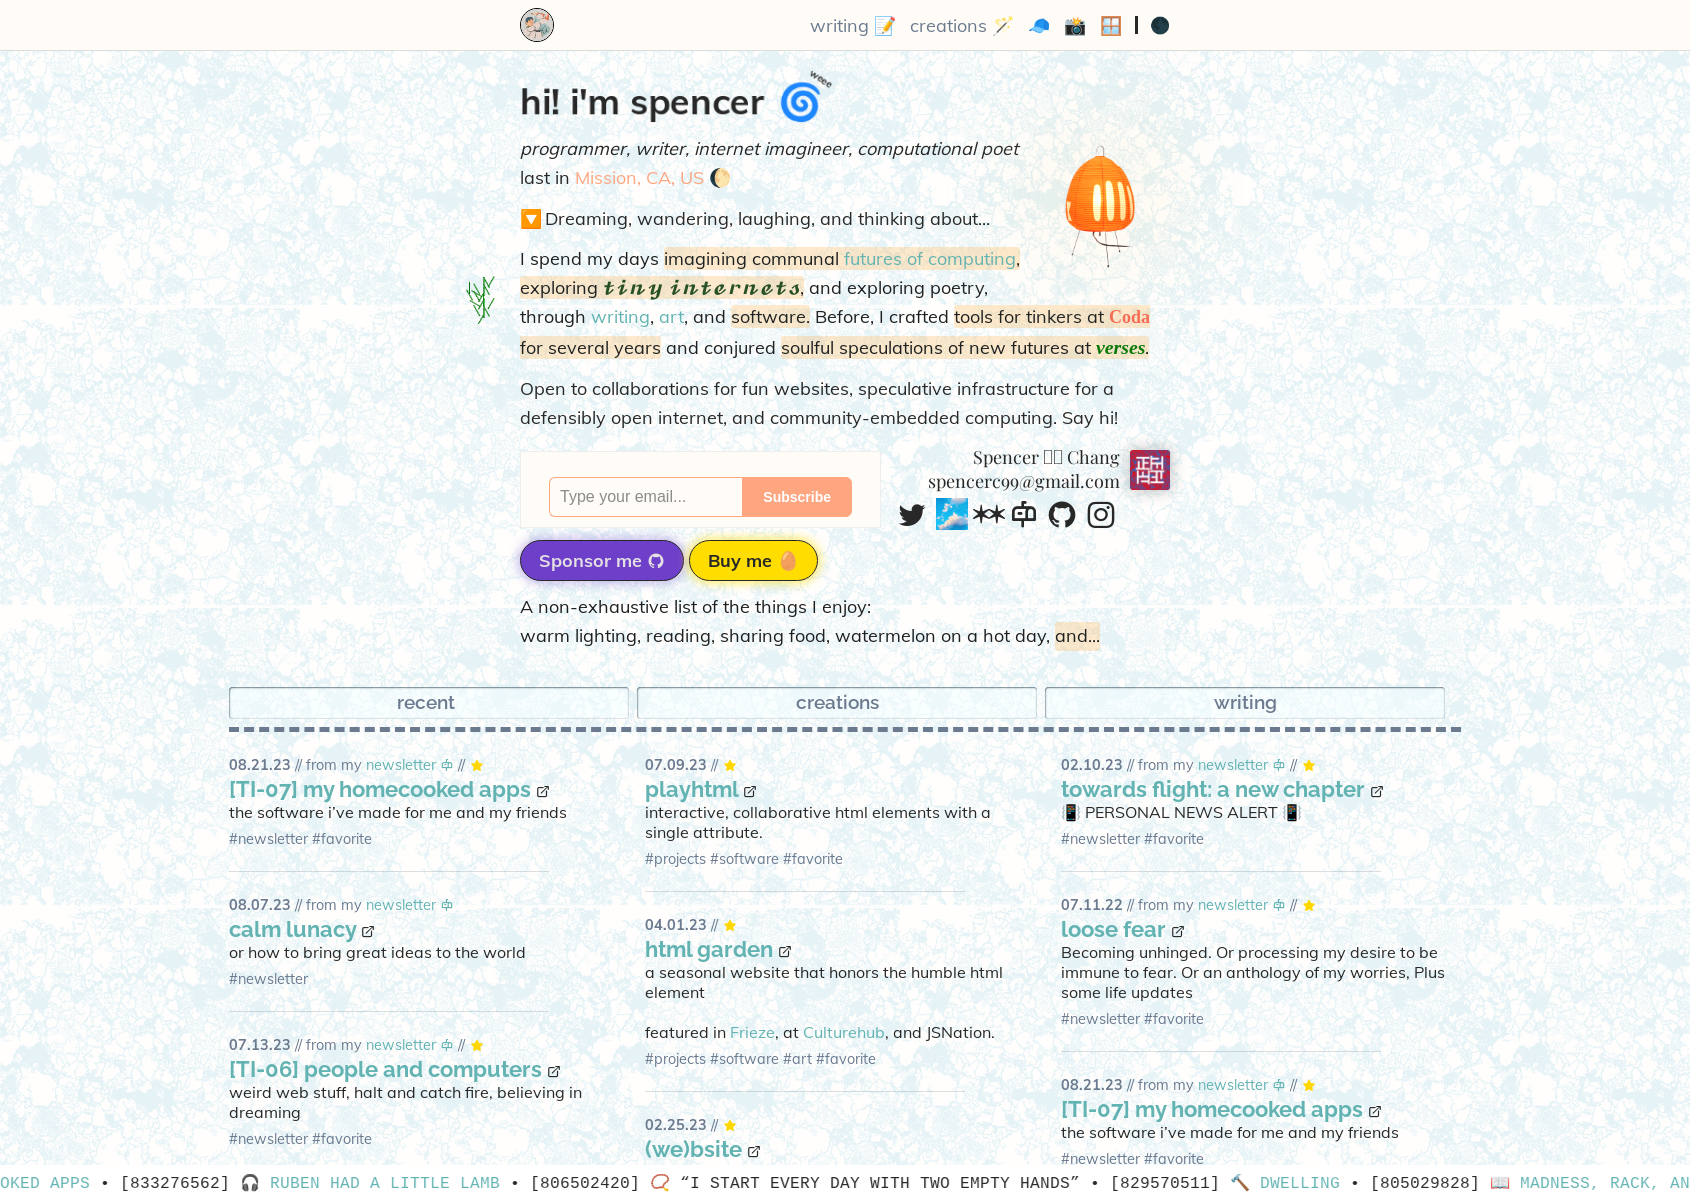 writing 📝 creations 🪄 🧢 📸 🪟 | 🌑
hi! i'm spencer 🌀 weee
programmer, writer, internet imagineer, computational poet
last in Mission, CA, US 🌔
🔽 Dreaming, wandering, laughing, and thinking about...
I spend my days imagining communal futures of computing,
exploring tiny internets, and exploring poetry,
through writing, art, and software. Before, I crafted tools for tinkers at Coda
for several years and conjured soulful speculations of new futures at verses.
Open to collaborations for fun websites, speculative infrastructure for a
defensibly open internet, and community-embedded computing. Say hi!
Type your email...
Subscribe
Spencer Chang
spencerc99@gmail.com
Sponsor me
Buy me 🥚
A non-exhaustive list of the things I enjoy:
warm lighting, reading, sharing food, watermelon on a hot day, and...
recent
creations
writing
08.21.23 // from my newsletter // ⭐
[TI-07] my homecooked apps
the software i’ve made for me and my friends
#newsletter #favorite
08.07.23 // from my newsletter
calm lunacy
or how to bring great ideas to the world
#newsletter
07.13.23 // from my newsletter // ⭐
[TI-06] people and computers
weird web stuff, halt and catch fire, believing in
dreaming
#newsletter #favorite
07.09.23 // ⭐
playhtml
interactive, collaborative html elements with a
single attribute.
#projects #software #favorite
04.01.23 // ⭐
html garden
a seasonal website that honors the humble html
element
featured in Frieze, at Culturehub, and JSNation.
#projects #software #art #favorite
02.25.23 // ⭐
(we)bsite
02.10.23 // from my newsletter // ⭐
towards flight: a new chapter
📳 PERSONAL NEWS ALERT 📳
#newsletter #favorite
07.11.22 // from my newsletter // ⭐
loose fear
Becoming unhinged. Or processing my desire to be
immune to fear. Or an anthology of my worries, Plus
some life updates
#newsletter #favorite
08.21.23 // from my newsletter // ⭐
[TI-07] my homecooked apps
the software i’ve made for me and my friends
#newsletter #favorite
OKED APPS • [833276562] 🎧 RUBEN HAD A LITTLE LAMB • [806502420] 📿 “I START EVERY DAY WITH TWO EMPTY HANDS” • [829570511] 🔨 DWELLING • [805029828] 📖 MADNESS, RACK, AN